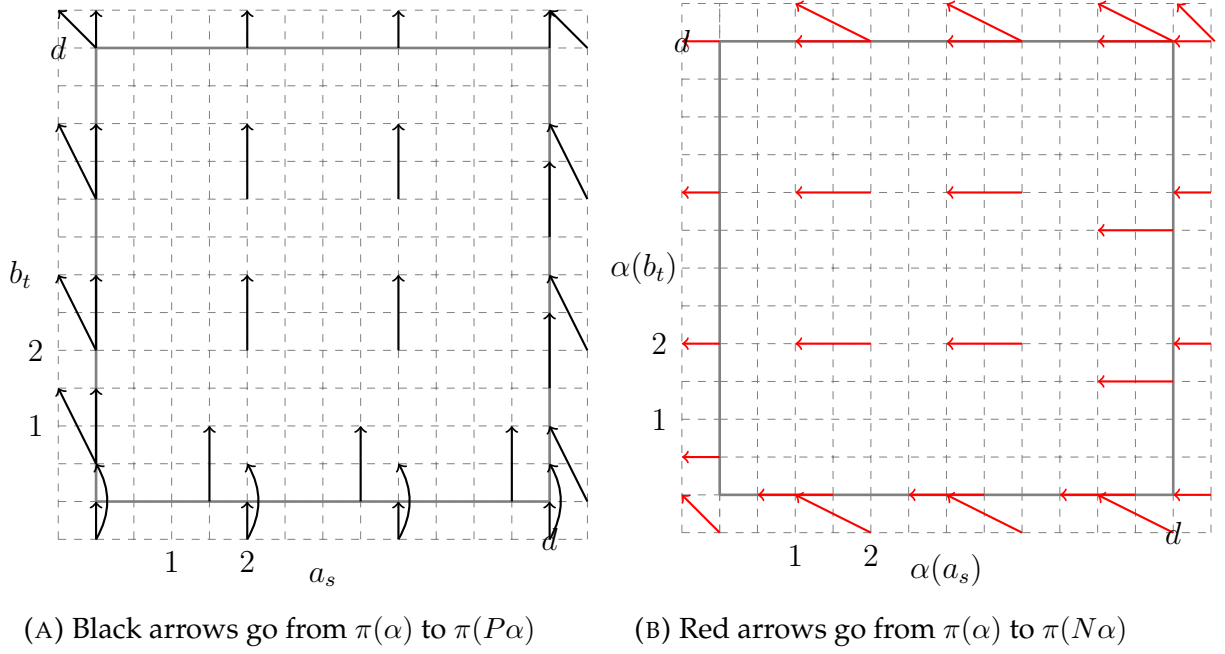 d
b_t
2
1
1
2
d
a_s
(A) Black arrows go from π(α) to π(Pα)
d
α(b_t)
2
1
1
2
d
α(a_s)
(B) Red arrows go from π(α) to π(Nα)